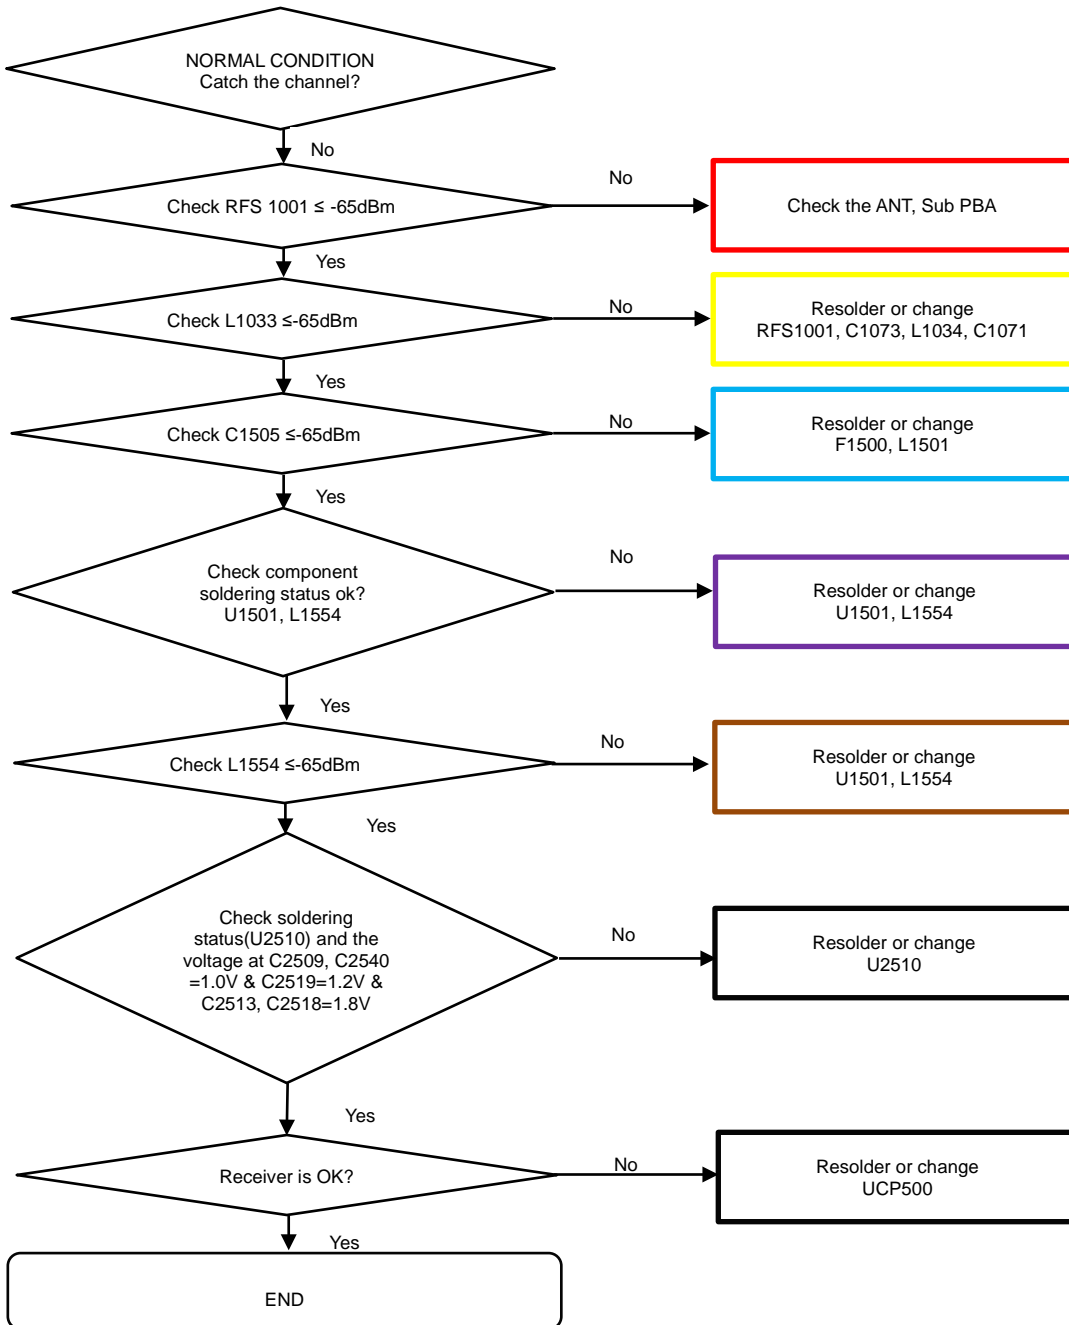 NORMAL CONDITION
Catch the channel?
No
Check RFS 1001 ≤ -65dBm
No
Check the ANT, Sub PBA
Yes
Check L1033 ≤-65dBm
No
Resolder or change
RFS1001, C1073, L1034, C1071
Yes
Check C1505 ≤-65dBm
No
Resolder or change
F1500, L1501
Yes
Check component
soldering status ok?
U1501, L1554
No
Resolder or change
U1501, L1554
Yes
Check L1554 ≤-65dBm
No
Resolder or change
U1501, L1554
Yes
Check soldering
status(U2510) and the
voltage at C2509, C2540
=1.0V & C2519=1.2V &
C2513, C2518=1.8V
No
Resolder or change
U2510
Yes
Receiver is OK?
No
Resolder or change
UCP500
Yes
END